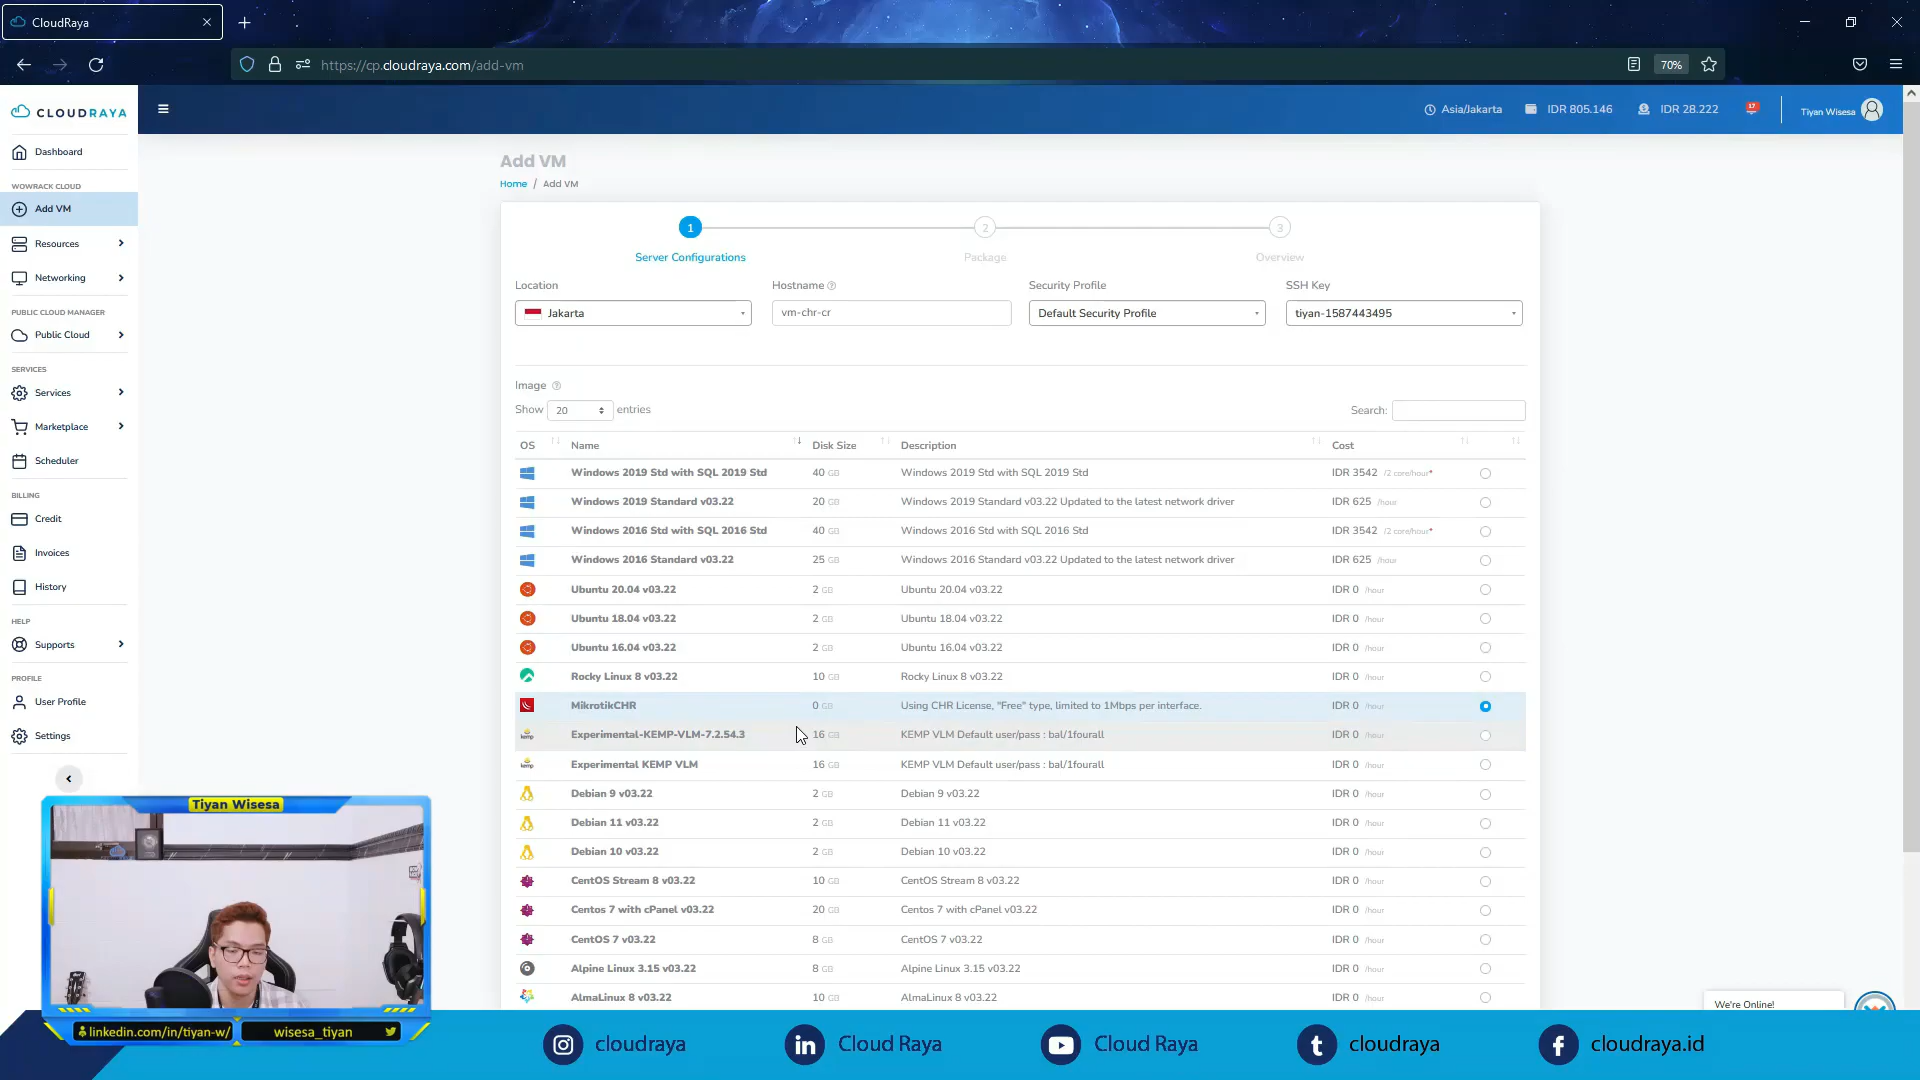 CloudRaya
https://cp.cloudraya.com/add-vm
70%
CLOUDRAYA
Asia/Jakarta
IDR 805.146
IDR 28.222
17
Tiyan Wisesa
Dashboard
WOWRACK CLOUD
Add VM
Resources
Networking
PUBLIC CLOUD MANAGER
Public Cloud
SERVICES
Services
Marketplace
Scheduler
BILLING
Credit
Invoices
History
HELP
Supports
PROFILE
User Profile
Settings
Add VM
Home / Add VM
1 2 3
Server Configurations Package Overview
Location Hostname Security Profile SSH Key
Jakarta vm-chr-cr Default Security Profile tiyan-1587443495
Image
Show 20 entries Search:
OS Name Disk Size Description Cost
Windows 2019 Std with SQL 2019 Std 40 GB Windows 2019 Std with SQL 2019 Std IDR 3542 /2 core/hour*
Windows 2019 Standard v03.22 20 GB Windows 2019 Standard v03.22 Updated to the latest network driver IDR 625 /hour
Windows 2016 Std with SQL 2016 Std 40 GB Windows 2016 Std with SQL 2016 Std IDR 3542 /2 core/hour*
Windows 2016 Standard v03.22 25 GB Windows 2016 Standard v03.22 Updated to the latest network driver IDR 625 /hour
Ubuntu 20.04 v03.22 2 GB Ubuntu 20.04 v03.22 IDR 0 /hour
Ubuntu 18.04 v03.22 2 GB Ubuntu 18.04 v03.22 IDR 0 /hour
Ubuntu 16.04 v03.22 2 GB Ubuntu 16.04 v03.22 IDR 0 /hour
Rocky Linux 8 v03.22 10 GB Rocky Linux 8 v03.22 IDR 0 /hour
MikrotikCHR 0 GB Using CHR License, "Free" type, limited to 1Mbps per interface. IDR 0 /hour
kemp Experimental-KEMP-VLM-7.2.54.3 16 GB KEMP VLM Default user/pass : bal/1fourall IDR 0 /hour
kemp Experimental KEMP VLM 16 GB KEMP VLM Default user/pass : bal/1fourall IDR 0 /hour
Debian 9 v03.22 2 GB Debian 9 v03.22 IDR 0 /hour
Debian 11 v03.22 2 GB Debian 11 v03.22 IDR 0 /hour
Debian 10 v03.22 2 GB Debian 10 v03.22 IDR 0 /hour
CentOS Stream 8 v03.22 10 GB CentOS Stream 8 v03.22 IDR 0 /hour
Centos 7 with cPanel v03.22 20 GB Centos 7 with cPanel v03.22 IDR 0 /hour
CentOS 7 v03.22 8 GB CentOS 7 v03.22 IDR 0 /hour
Alpine Linux 3.15 v03.22 8 GB Alpine Linux 3.15 v03.22 IDR 0 /hour
AlmaLinux 8 v03.22 10 GB AlmaLinux 8 v03.22 IDR 0 /hour
We're Online!
Tiyan Wisesa
linkedin.com/in/tiyan-w/ wisesa_tiyan
cloudraya Cloud Raya Cloud Raya cloudraya cloudraya.id